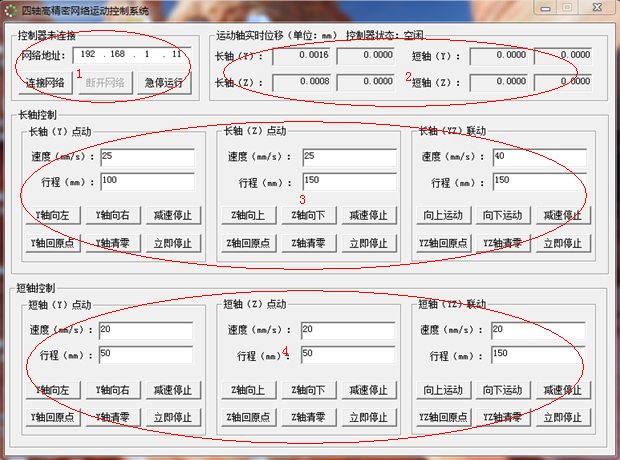 四轴高精密网络运动控制系统
控制器未连接
网络地址: 192 .168 . 1 . 11
连接网络 断开网络 急停运行
1
运动轴实时位移（单位：mm） 控制器状态：空闲
长轴（Y）: 0.0016 0.0000 短轴（Y）: 0.0000 0.0000
长轴（Z）: 0.0008 0.0000 短轴（Z）: 0.0000 0.0000
2
长轴控制
长轴（Y）点动 长轴（Z）点动 长轴（YZ）联动
速度（mm/s）: 25 速度（mm/s）: 25 速度（mm/s）: 40
行程（mm）: 100 行程（mm）: 150 行程（mm）: 150
3
Y轴向左 Y轴向右 减速停止 Z轴向上 Z轴向下 减速停止 向上运动 向下运动 减速停止
Y轴回原点 Y轴清零 立即停止 Z轴回原点 Z轴清零 立即停止 YZ轴回原点 YZ轴清零 立即停止
短轴控制
短轴（Y）点动 短轴（Z）点动 短轴（YZ）联动
速度（mm/s）: 20 速度（mm/s）: 20 速度（mm/s）: 20
行程（mm）: 50 行程（mm）: 50 行程（mm）: 150
4
Y轴向左 Y轴向右 减速停止 Z轴向上 Z轴向下 减速停止 向上运动 向下运动 减速停止
Y轴回原点 Y轴清零 立即停止 Z轴回原点 Z轴清零 立即停止 YZ轴回原点 YZ轴清零 立即停止